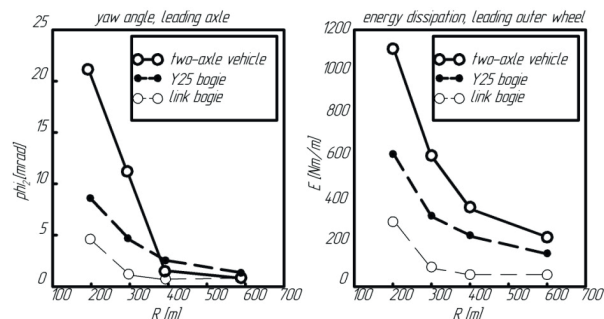 yaw angle, leading axle
25
20
15
10
5
0
phi₂ [mrad]
two-axle vehicle
Y25 bogie
link bogie
100 200 300 400 500 600 700
R [m]
energy dissipation, leading outer wheel
1200
1000
800
600
400
200
0
E [Nm/m]
two-axle vehicle
Y25 bogie
link bogie
100 200 300 400 500 600 700
R [m]